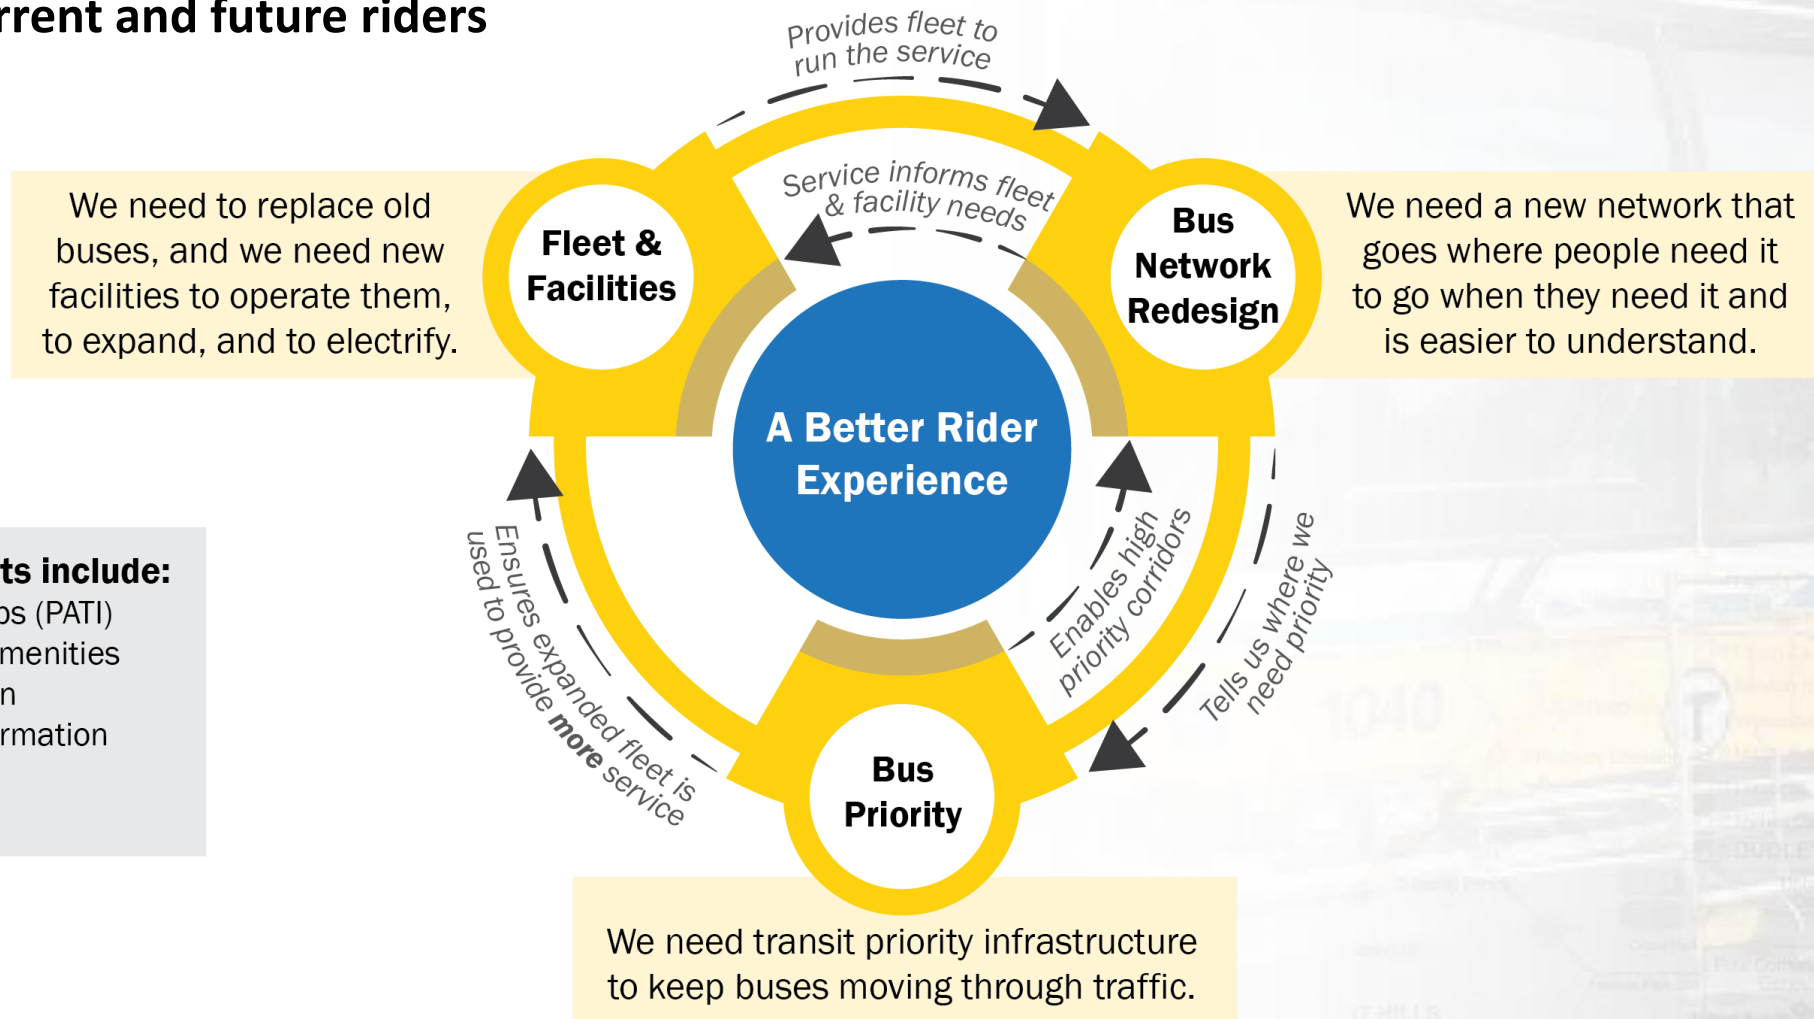 rrent and future riders
Provides fleet to
run the service
Service informs fleet
& facility needs
We need to replace old
buses, and we need new
facilities to operate them,
to expand, and to electrify.
Fleet &
Facilities
Bus
Network
Redesign
We need a new network that
goes where people need it
to go when they need it and
is easier to understand.
A Better Rider
Experience
ts include:
ps (PATI)
menities
n
rmation
Ensures expanded fleet is
used to provide more service
Enables high
priority corridors
Tells us where we
need priority
1040
Bus
Priority
We need transit priority infrastructure
to keep buses moving through traffic.